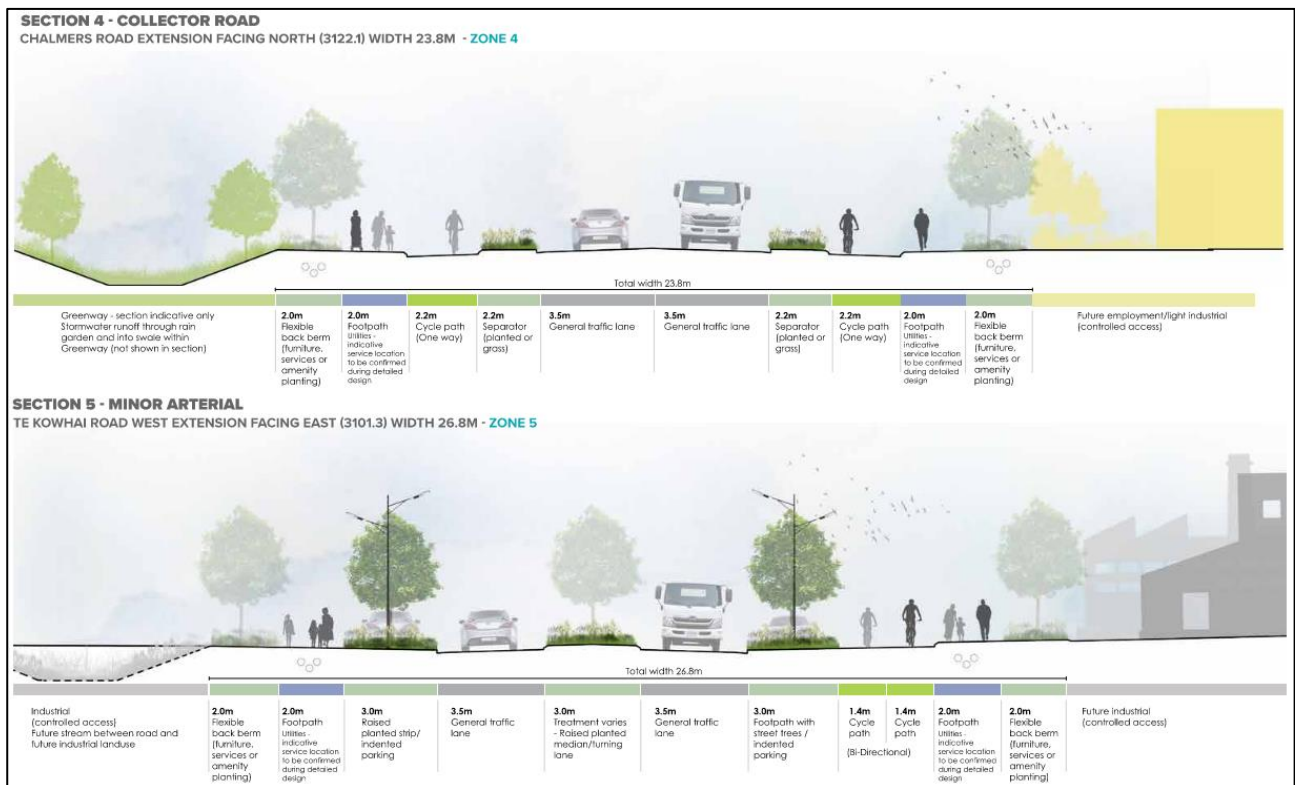 SECTION 4 - COLLECTOR ROAD
CHALMERS ROAD EXTENSION FACING NORTH (3122.1) WIDTH 23.8M - ZONE 4
Total width 23.8m
Greenway - section indicative only
Stormwater runoff through rain
garden and into swale within
Greenway (not shown in section)
2.0m
Flexible
back berm
(furniture,
services or
amenity
planting)
2.0m
Footpath
Utilities -
indicative
service location
to be confirmed
during detailed
design
2.2m
Cycle path
(One way)
2.2m
Separator
(planted or
grass)
3.5m
General traffic lane
3.5m
General traffic lane
2.2m
Separator
(planted or
grass)
2.2m
Cycle path
(One way)
2.0m
Footpath
Utilities -
indicative
service location
to be confirmed
during detailed
design
2.0m
Flexible
back berm
(furniture,
services or
amenity
planting)
Future employment/light industrial
(controlled access)
SECTION 5 - MINOR ARTERIAL
TE KOWHAI ROAD WEST EXTENSION FACING EAST (3101.3) WIDTH 26.8M - ZONE 5
Total width 26.8m
Industrial
(controlled access)
Future stream between road and
future industrial landuse
2.0m
Flexible
back berm
(furniture,
services or
amenity
planting)
2.0m
Footpath
Utilities -
indicative
service location
to be confirmed
during detailed
design
3.0m
Raised
planted strip/
indented
parking
3.5m
General traffic
lane
3.0m
Treatment varies
- Raised planted
median/turning
lane
3.5m
General traffic
lane
3.0m
Footpath with
street trees /
indented
parking
1.4m
Cycle
path
1.4m
Cycle
path
(Bi-Directional)
2.0m
Footpath
Utilities -
indicative
service location
to be confirmed
during detailed
design
2.0m
Flexible
back berm
(furniture,
services or
amenity
planting)
Future industrial
(controlled access)